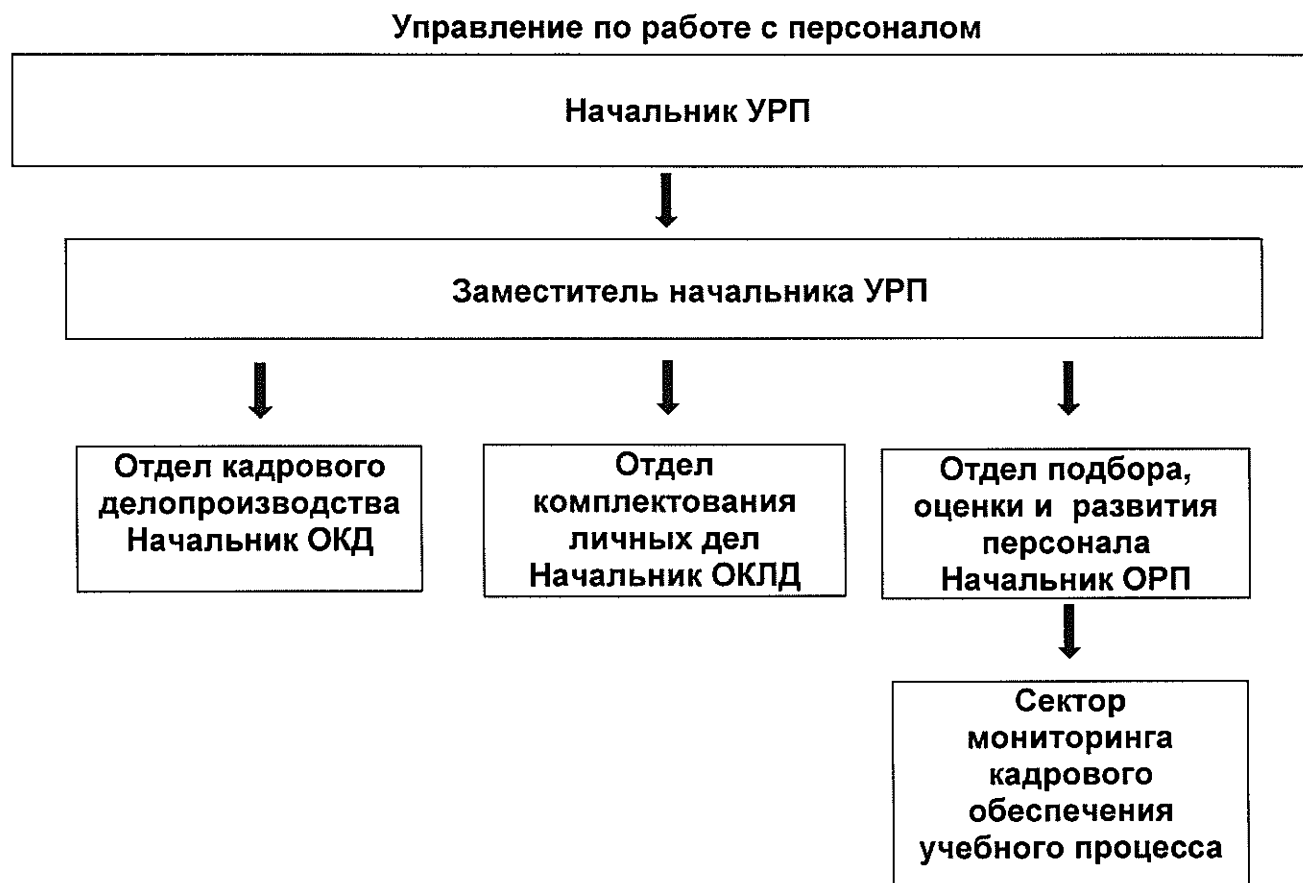 Управление по работе с персоналом
Начальник УРП
Заместитель начальника УРП
Отдел кадрового
делопроизводства
Начальник ОКД
Отдел
комплектования
личных дел
Начальник ОКЛД
Отдел подбора,
оценки и развития
персонала
Начальник ОРП
Сектор
мониторинга
кадрового
обеспечения
учебного процесса